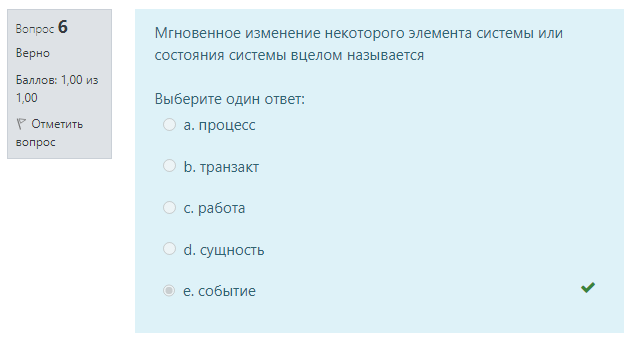 Вопрос 6
Верно
Баллов: 1,00 из
1,00
Отметить
вопрос
Мгновенное изменение некоторого элемента системы или
состояния системы вцелом называется
Выберите один ответ:
a. процесс
b. транзакт
c. работа
d. сущность
e. событие